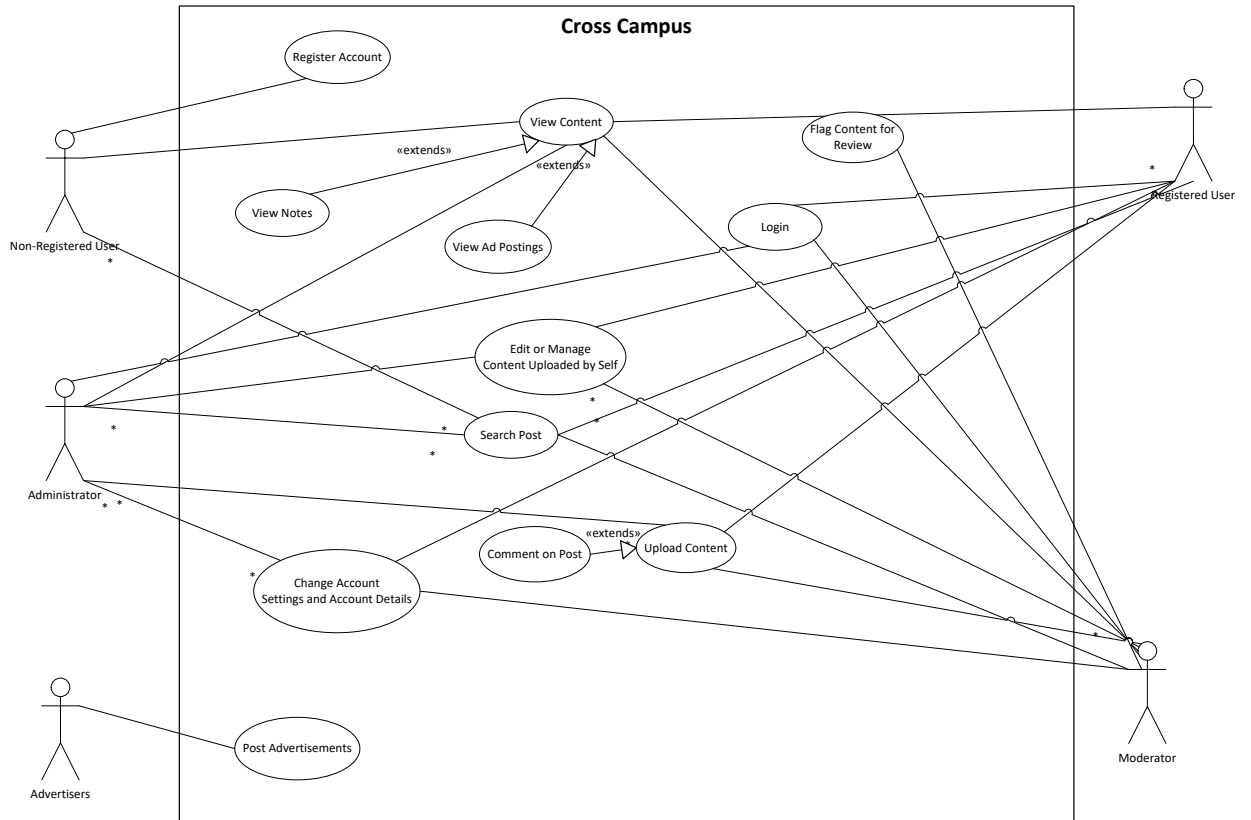 Cross Campus
Register Account
View Content
Flag Content for
Review
«extends»
«extends»
*
Registered User
View Notes
Login
Non-Registered User
View Ad Postings
*
Edit or Manage
Content Uploaded by Self
*
*
*
*
Search Post
*
Administrator
*
*
«extends»
*
Comment on Post
Upload Content
*
Change Account
Settings and Account Details
*
Post Advertisements
Moderator
Advertisers